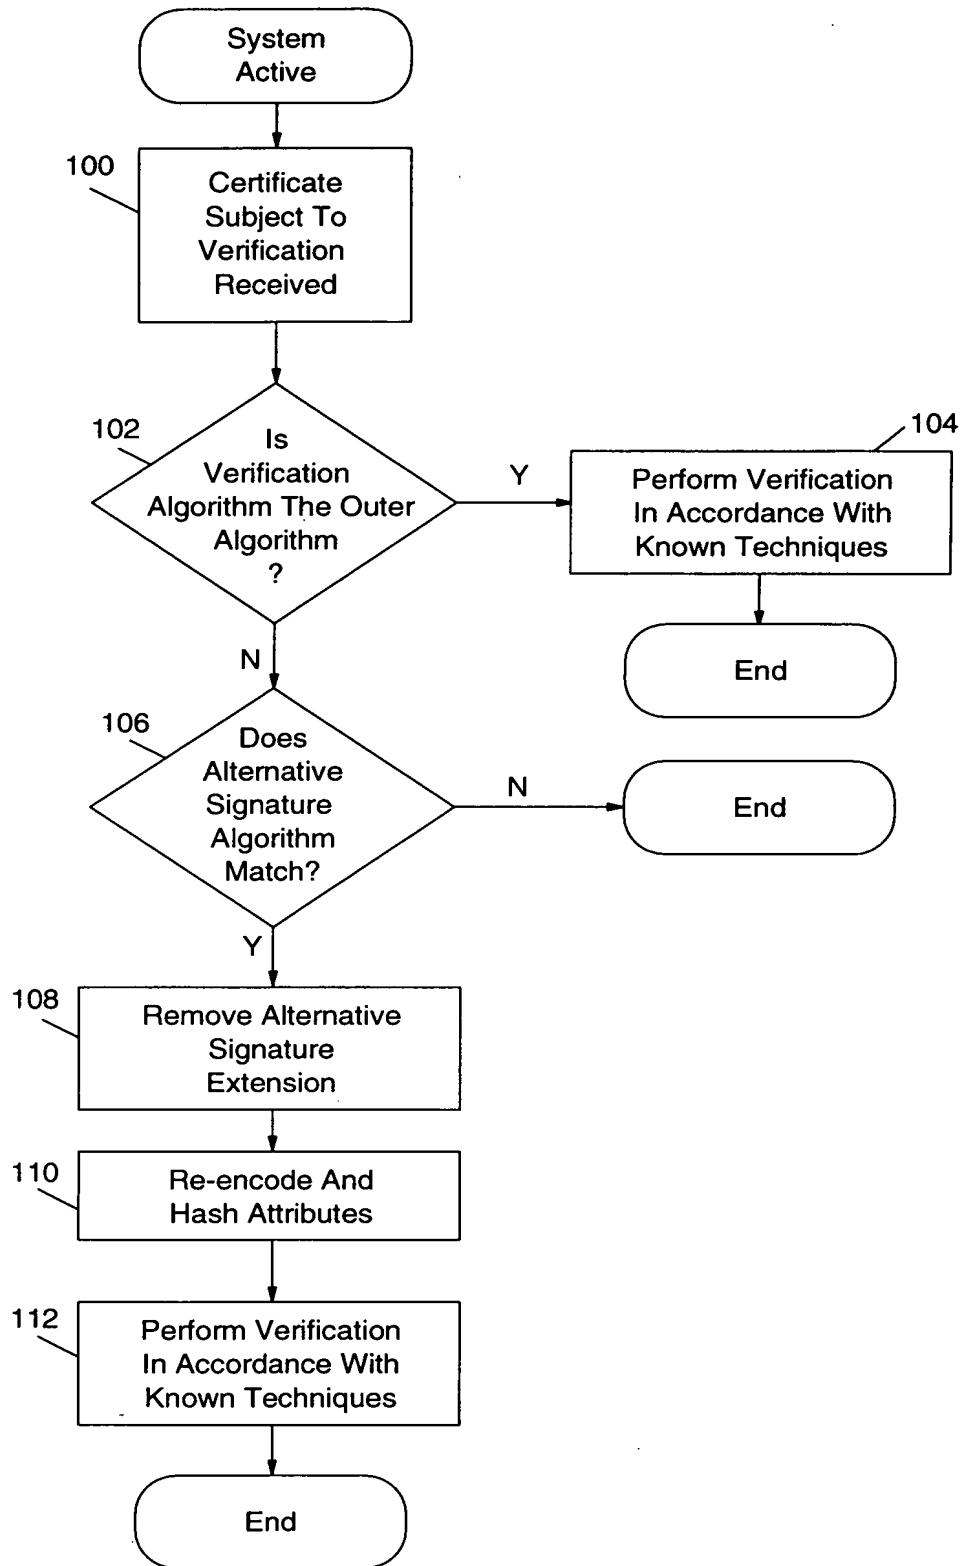 System
Active
100
Certificate
Subject To
Verification
Received
102
Is
Verification
Algorithm The Outer
Algorithm
?
Y
104
Perform Verification
In Accordance With
Known Techniques
End
N
106
Does
Alternative
Signature
Algorithm
Match?
N
End
Y
108
Remove Alternative
Signature
Extension
110
Re-encode And
Hash Attributes
112
Perform Verification
In Accordance With
Known Techniques
End